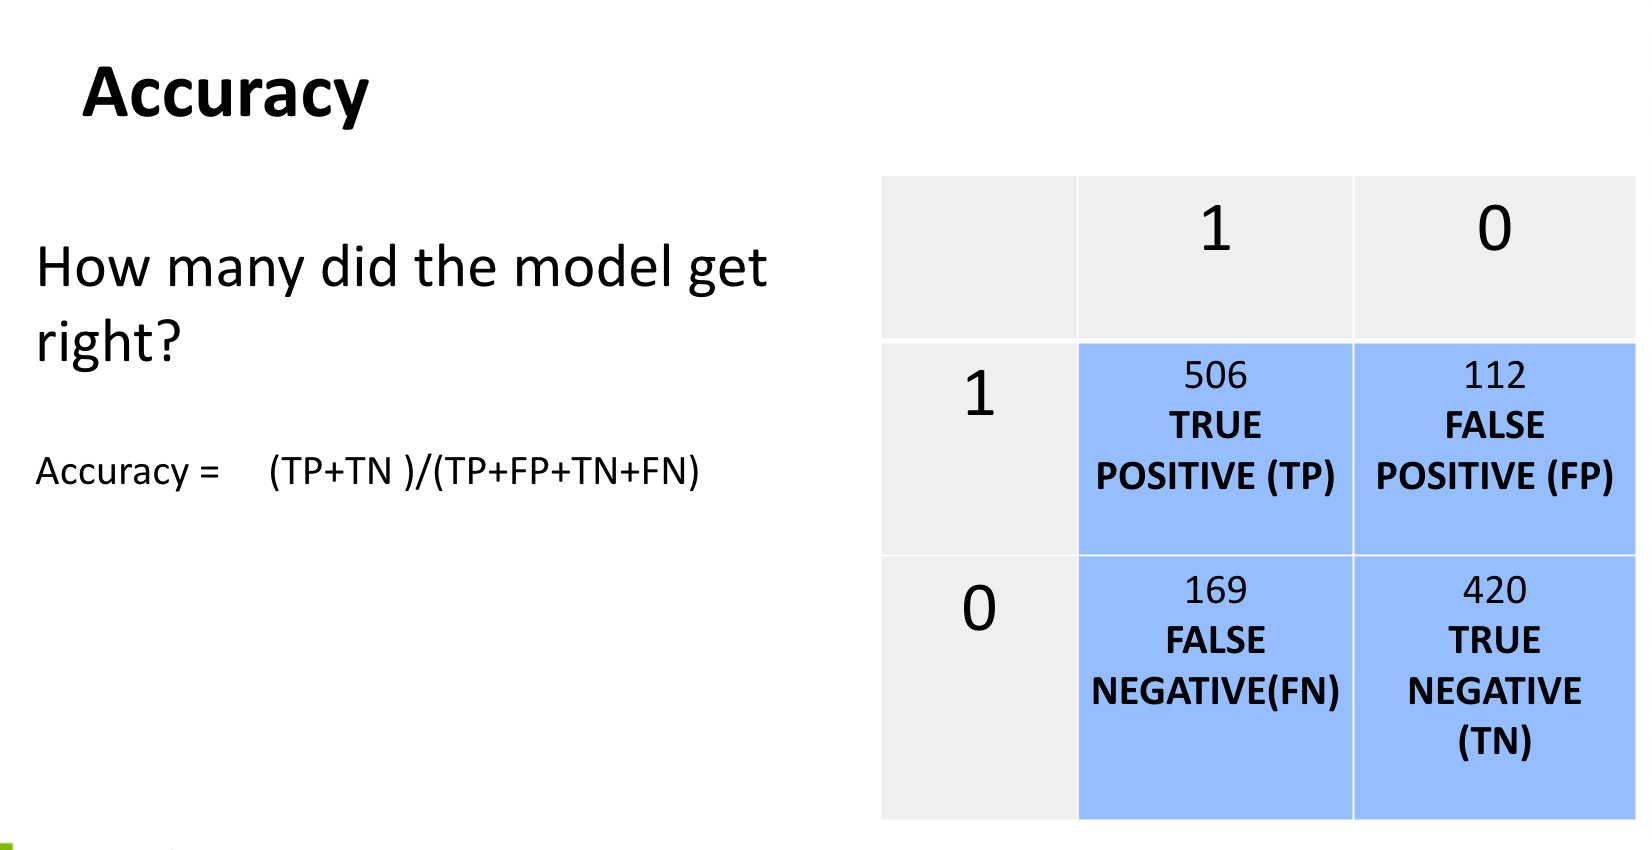 Accuracy
How many did the model get
right?
Accuracy = (TP+TN )/(TP+FP+TN+FN)
1 0
1
506
TRUE
POSITIVE (TP)
112
FALSE
POSITIVE (FP)
0
169
FALSE
NEGATIVE(FN)
420
TRUE
NEGATIVE
(TN)